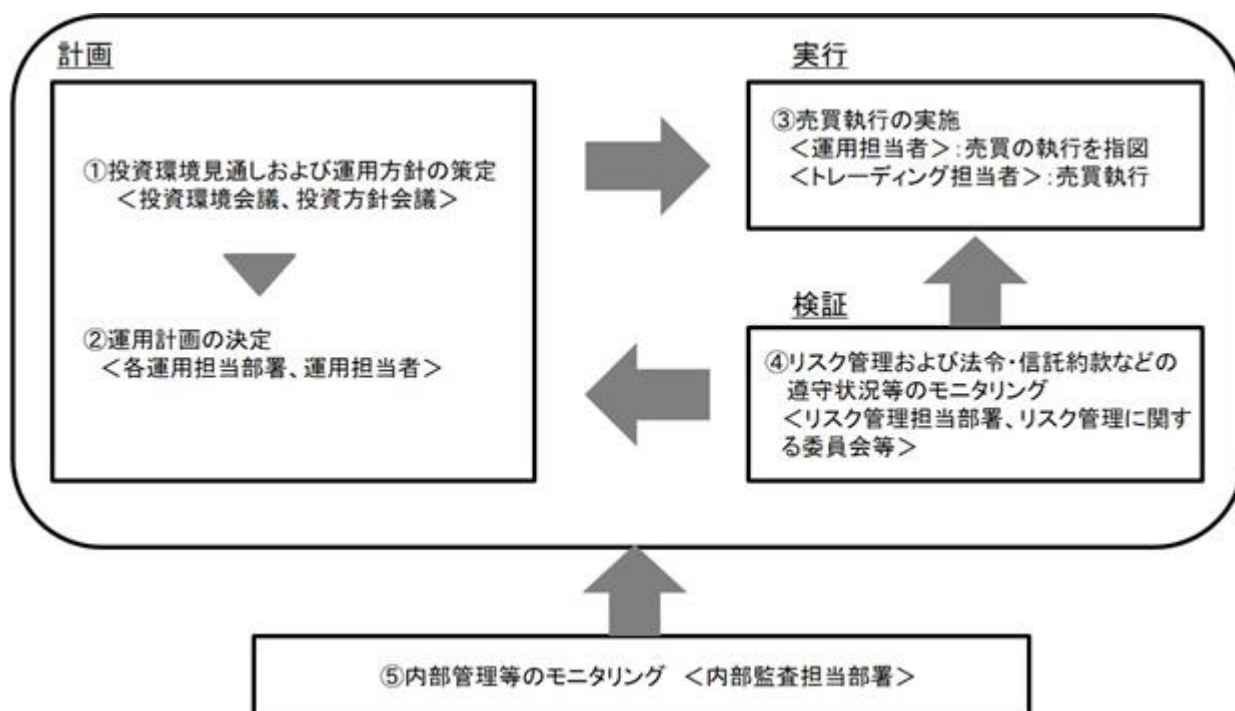 計画
①投資環境見通しおよび運用方針の策定
＜投資環境会議、投資方針会議＞
②運用計画の決定
＜各運用担当部署、運用担当者＞
実行
③売買執行の実施
＜運用担当者＞:売買の執行を指図
＜トレーディング担当者＞:売買執行
検証
④リスク管理および法令・信託約款などの
遵守状況等のモニタリング
＜リスク管理担当部署、リスク管理に関す
る委員会等＞
⑤内部管理等のモニタリング ＜内部監査担当部署＞